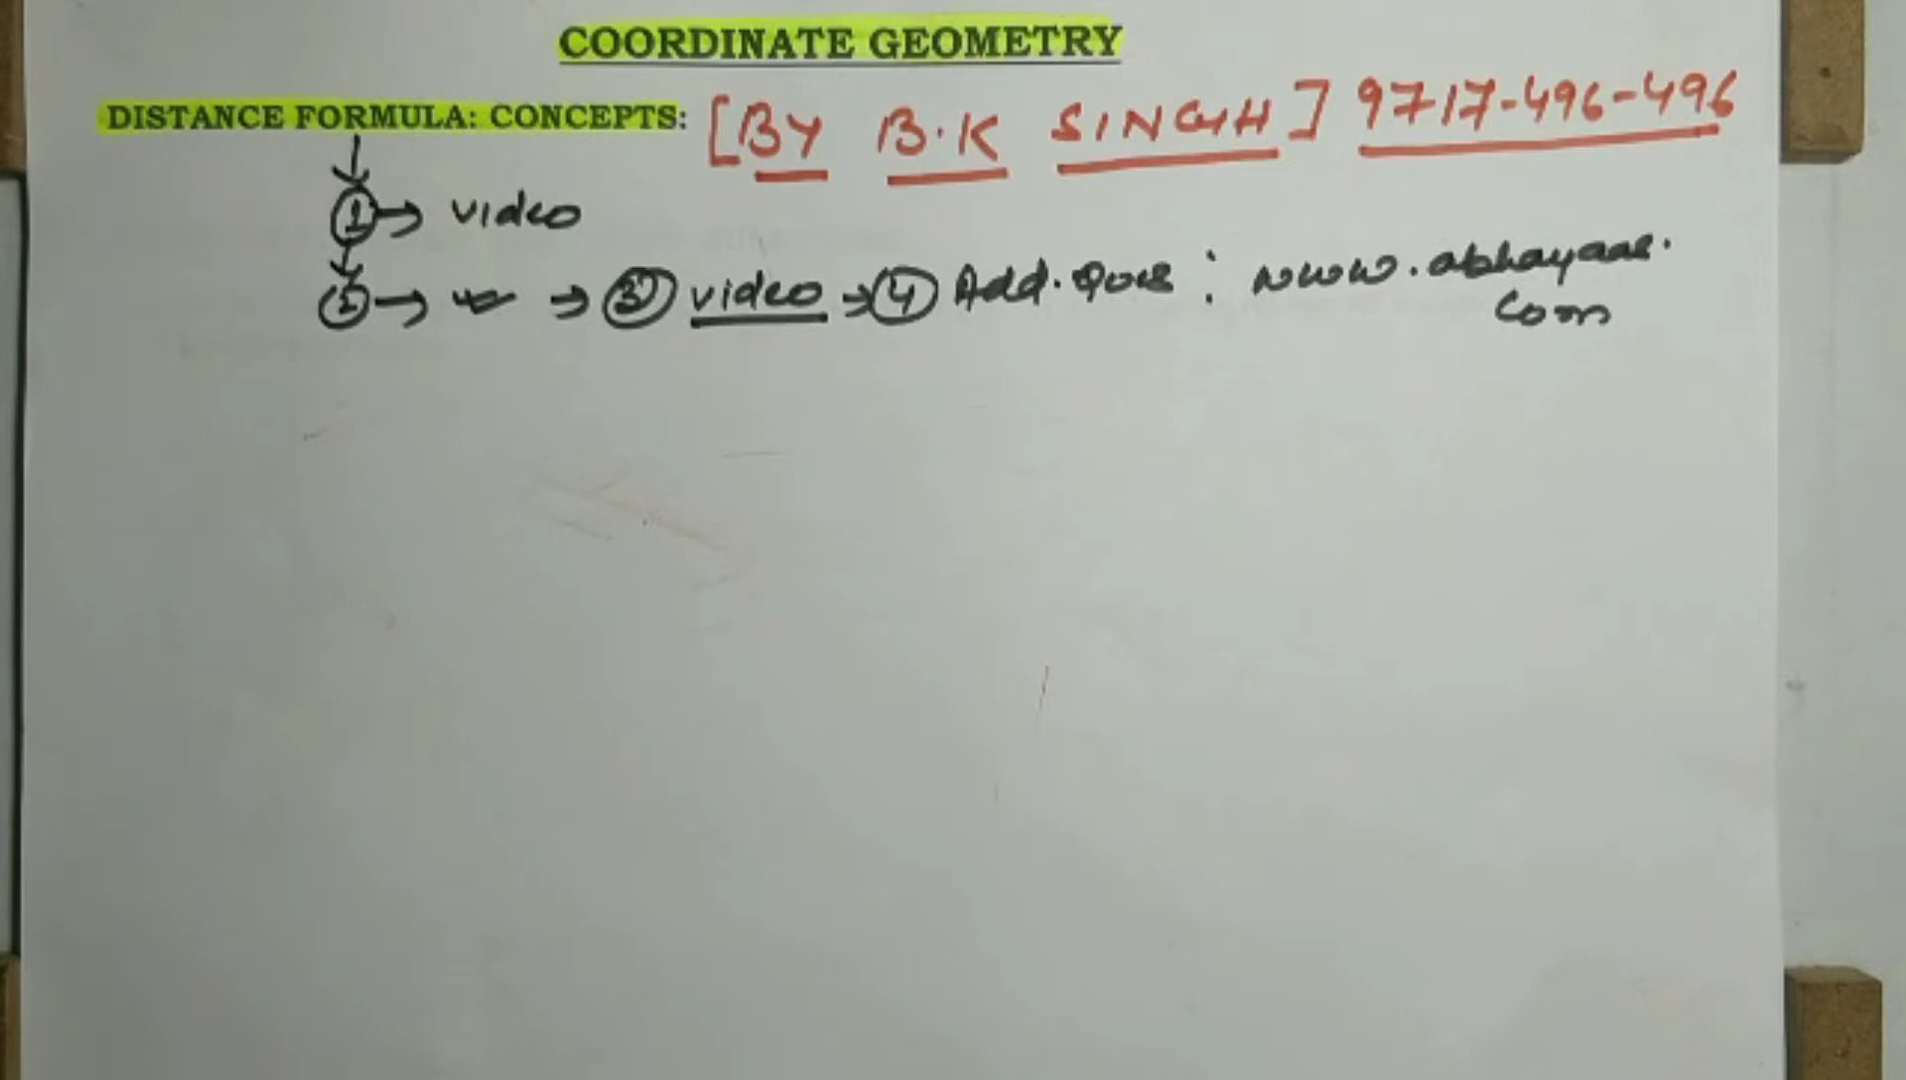 COORDINATE GEOMETRY
DISTANCE FORMULA: CONCEPTS: [BY B.K SINGH] 9717-496-496
1 → video
2 → → 3 video → 4 Add. Ques : www.abhayaas.
com